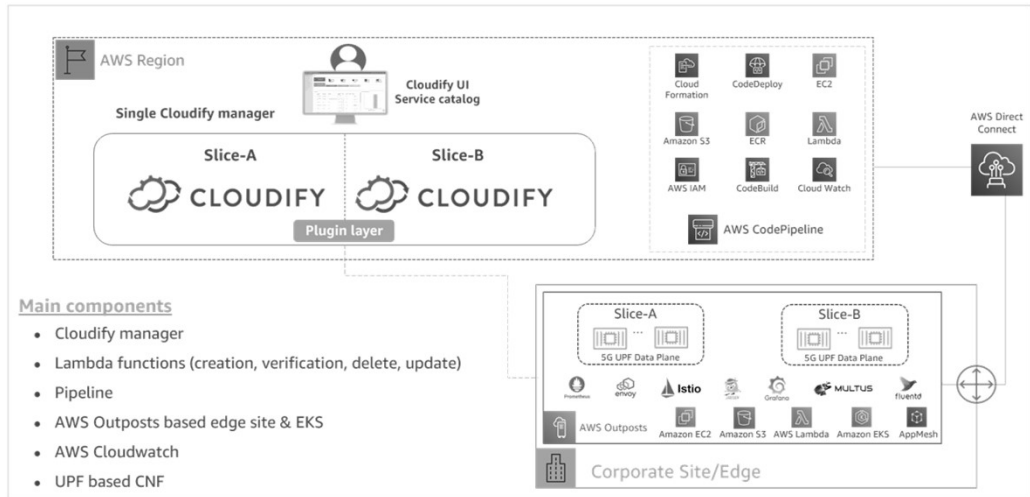 AWS Region
Cloudify UI
Service catalog
Single Cloudify manager
Slice-A
Slice-B
CLOUDIFY
CLOUDIFY
Plugin layer
Cloud
Formation
CodeDeploy
EC2
Amazon S3
ECR
Lambda
AWS IAM
CodeBuild
Cloud Watch
AWS CodePipeline
AWS Direct
Connect
Main components
• Cloudify manager
• Lambda functions (creation, verification, delete, update)
• Pipeline
• AWS Outposts based edge site & EKS
• AWS Cloudwatch
• UPF based CNF
Slice-A
5G UPF Data Plane
Slice-B
5G UPF Data Plane
Prometheus
envoy
Istio
Grafana
MULTUS
fluentd
AWS Outposts
Amazon EC2
Amazon S3
AWS Lambda
Amazon EKS
AppMesh
Corporate Site/Edge